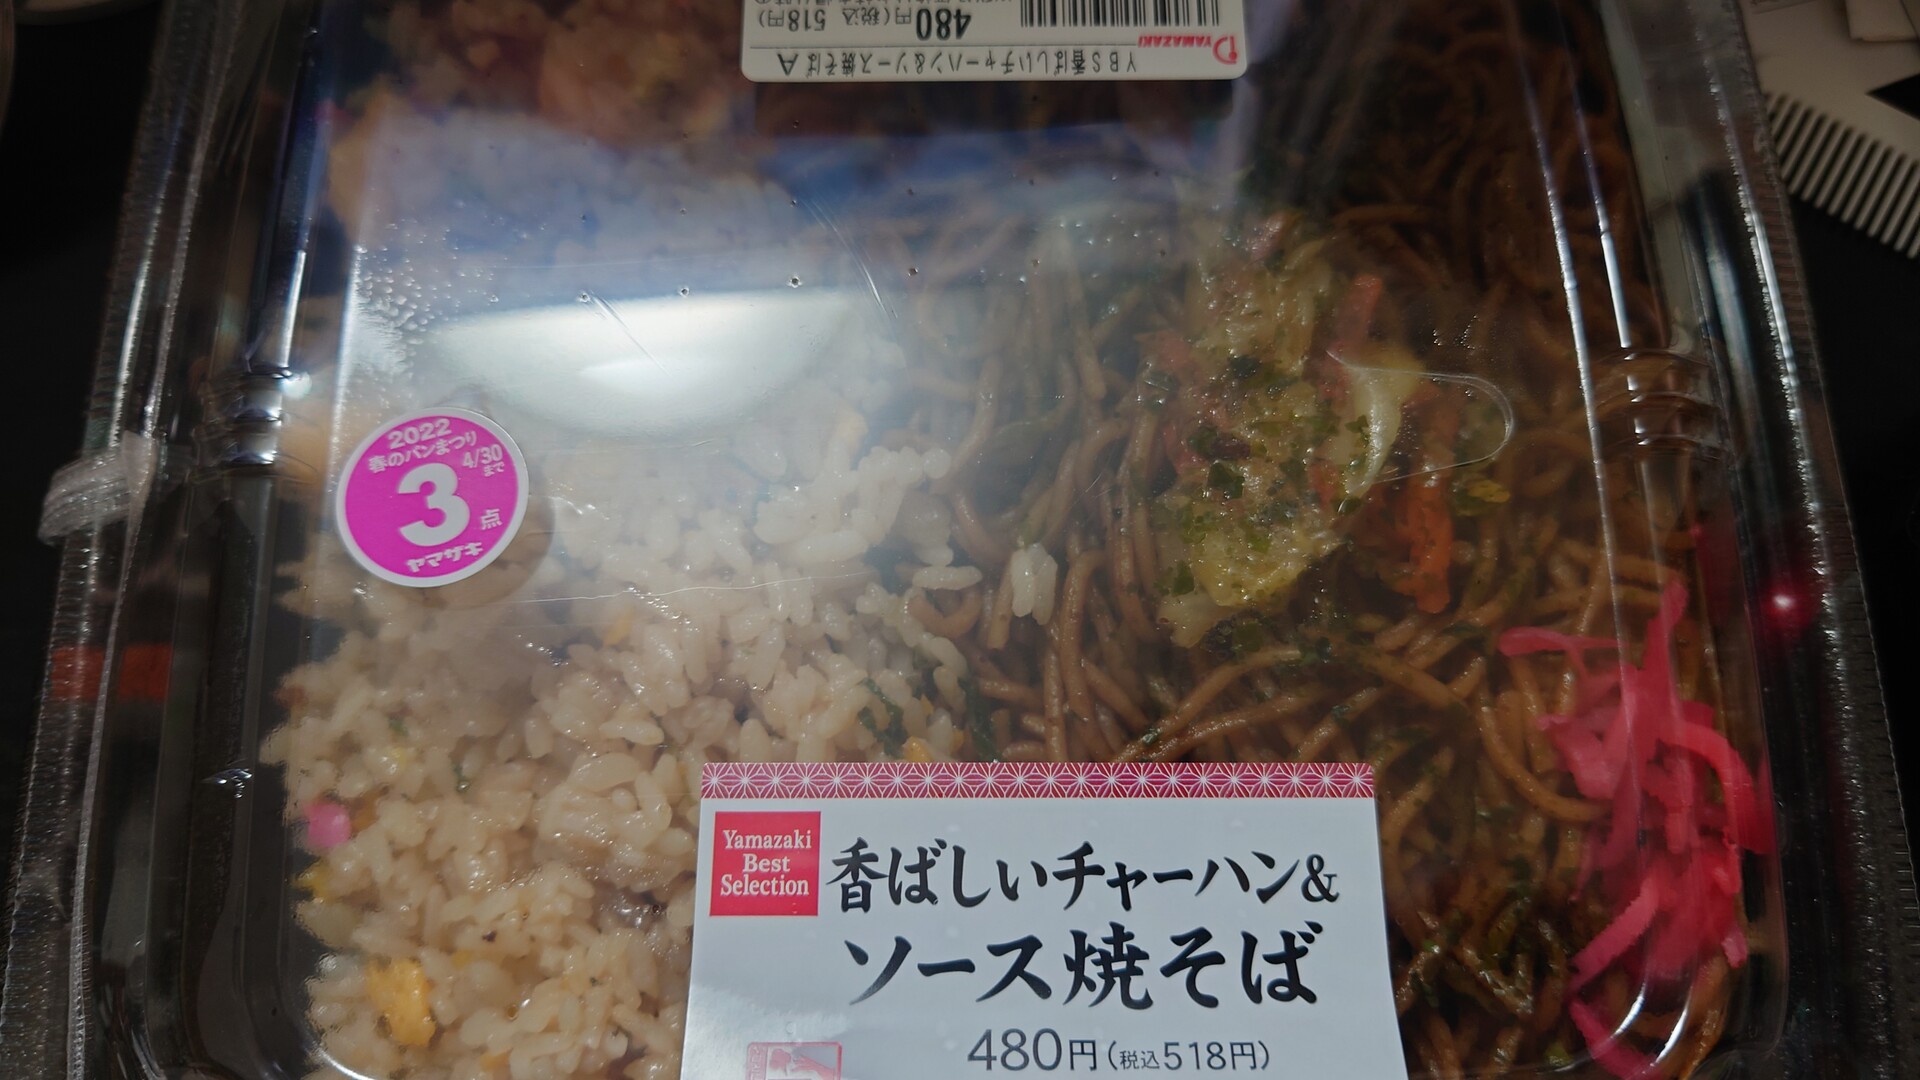 480円(税込 518円)
YAMAZAKI
YBS香ばしいチャーハン&ソース焼そばA
2022
春のパンまつり
4/30
まで
3
点
ヤマザキ
Yamazaki
Best
Selection
香ばしいチャーハン&
ソース焼そば
480円(税込518円)